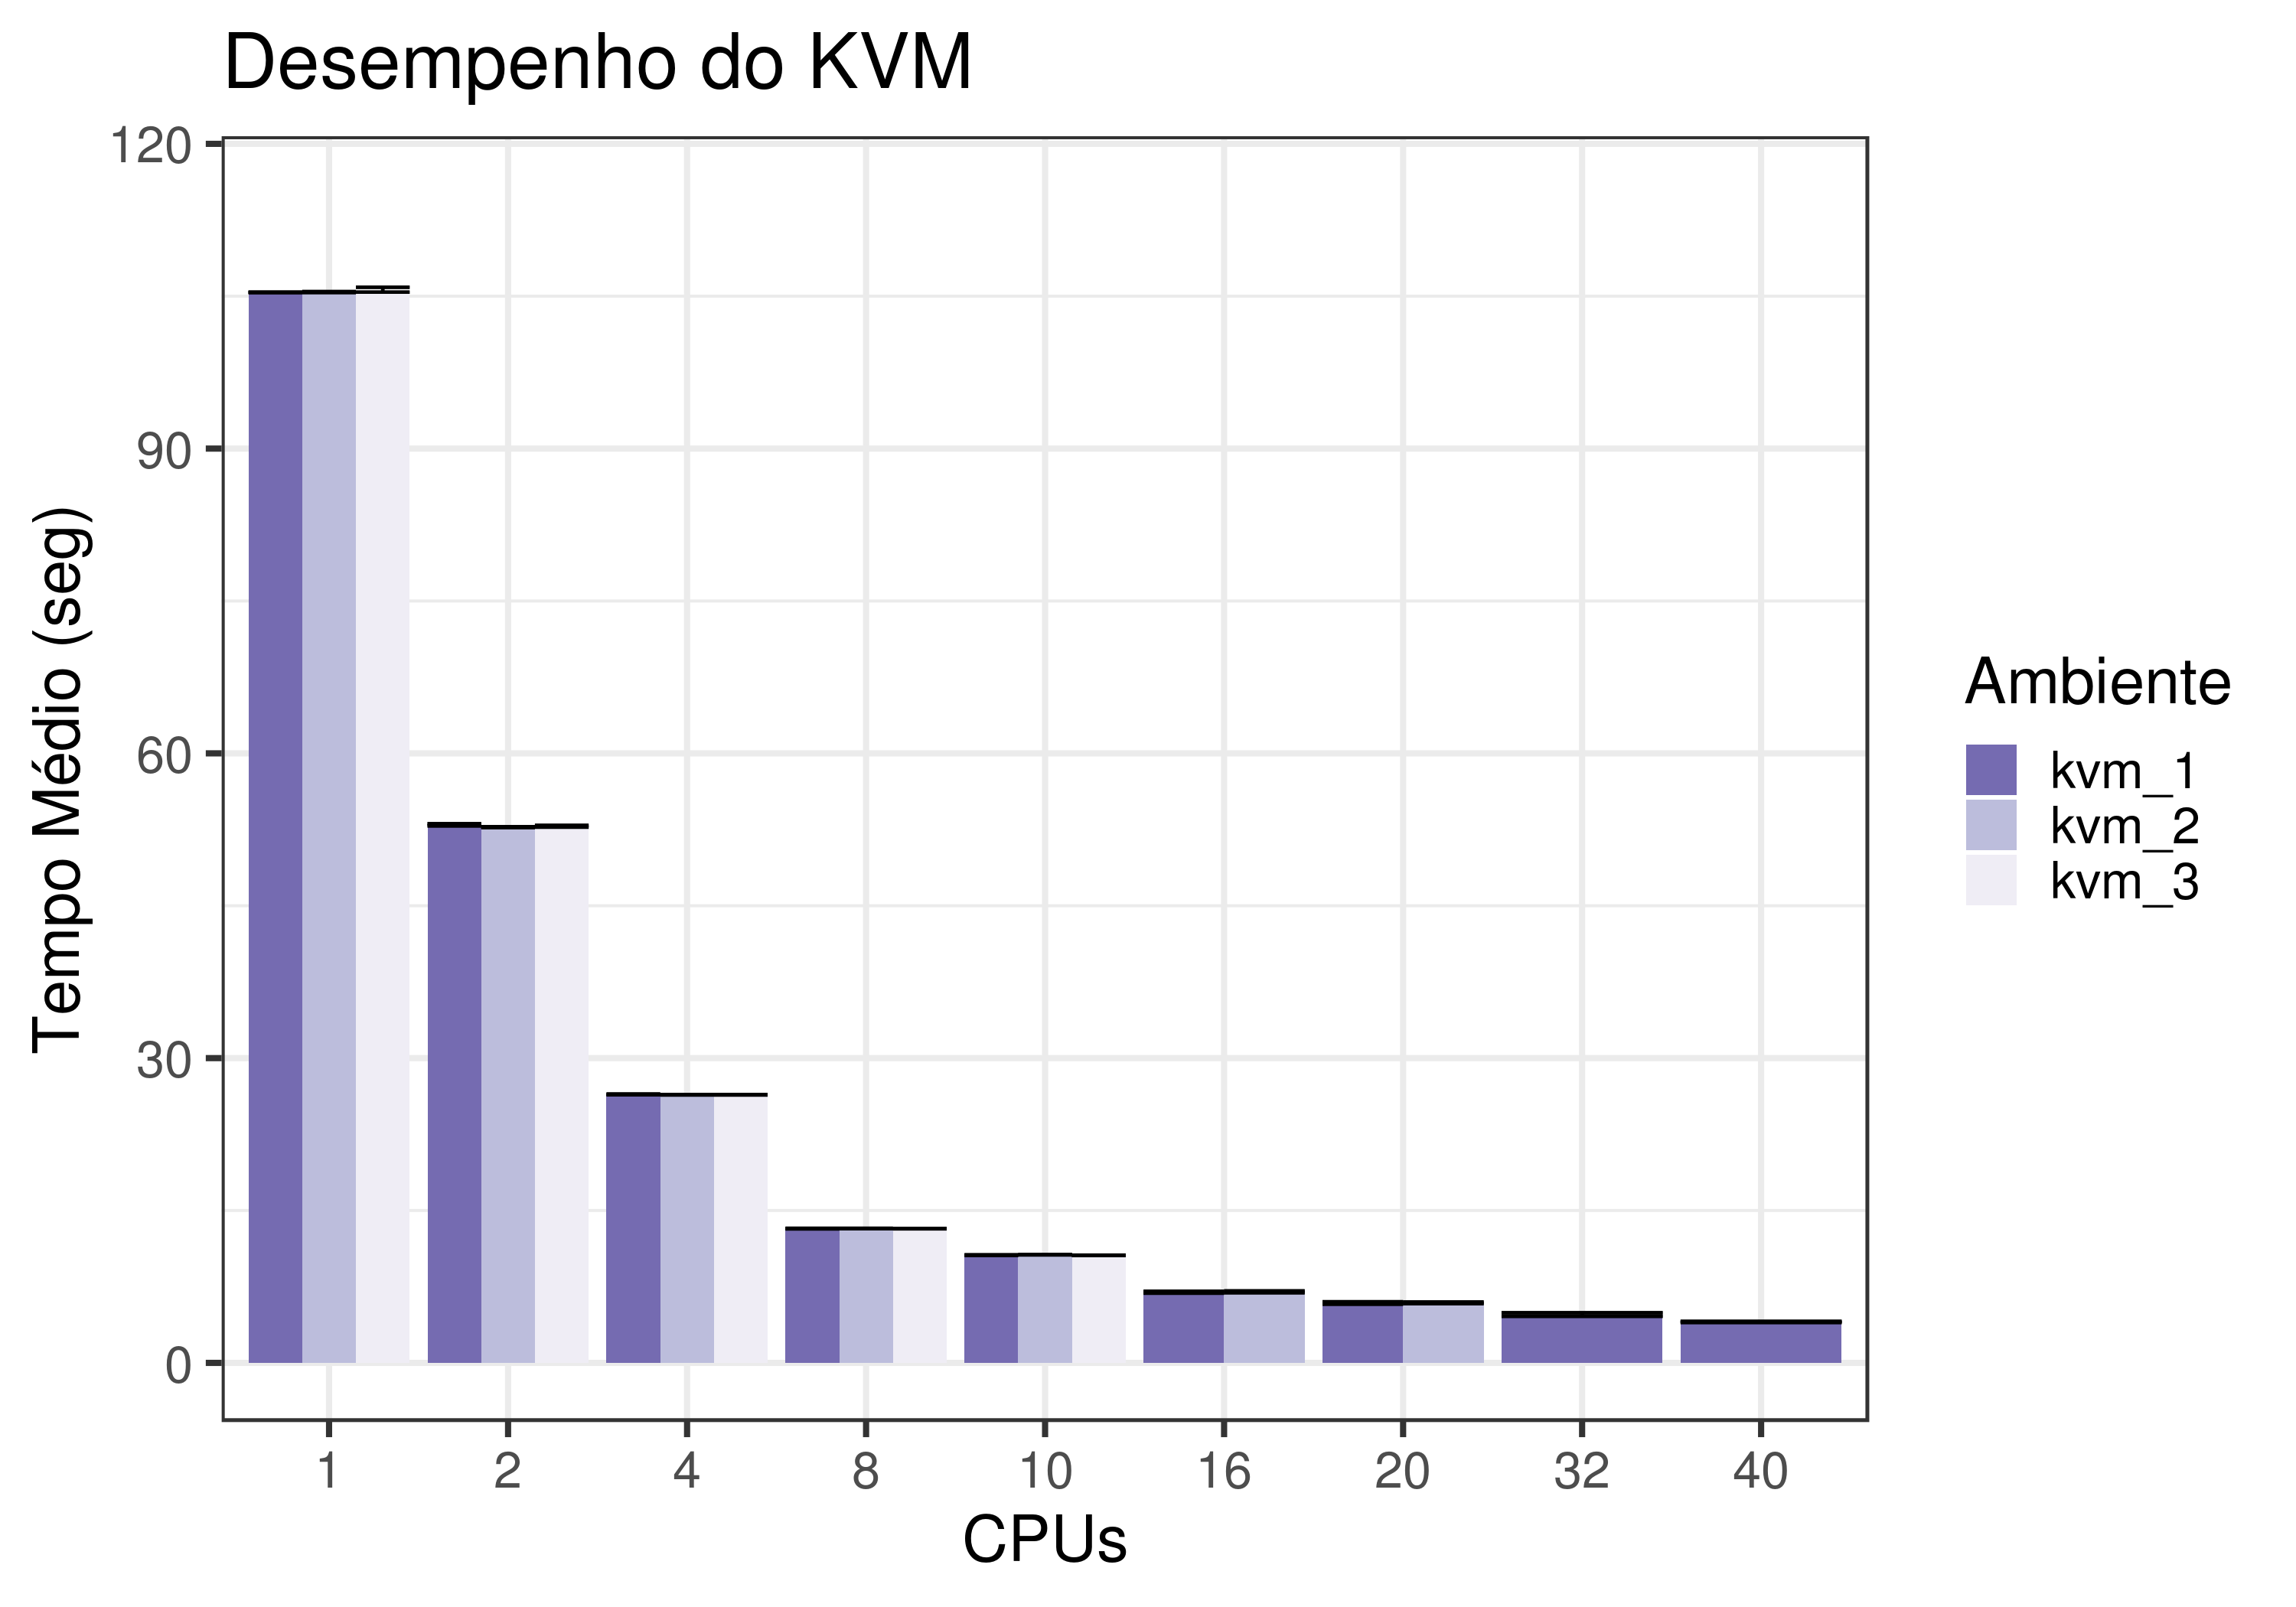 Desempenho do KVM
Tempo Médio (seg)
120
90
60
30
0
1 2 4 8 10 16 20 32 40
CPUs
Ambiente
kvm_1
kvm_2
kvm_3